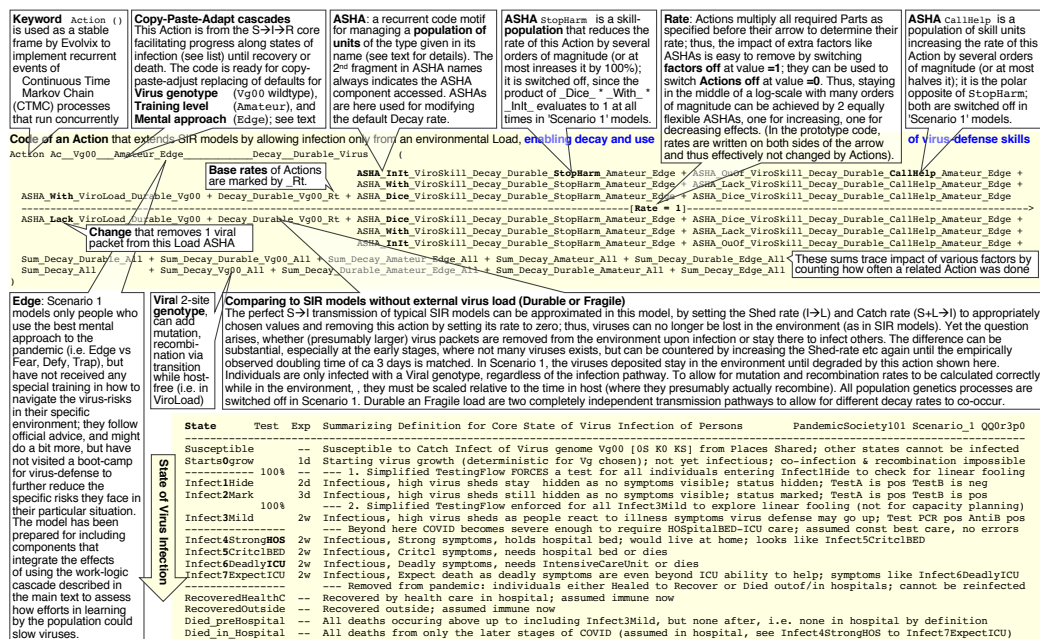 Keyword Action ()
is used as a stable
frame by Evolvix to
implement recurrent
events of
Continuous Time
Markov Chain
(CTMC) processes
that run concurrently
Copy-Paste-Adapt cascades
This Action is from the S→I→R core
facilitating progress along states of
infection (see list) until recovery
or death. The code is ready for copy-
paste-adjust replacing of defaults for
Virus genotype (Vg00 wildtype),
Training level (Amateur), and
Mental approach (Edge); see text
ASHA: a recurrent code motif
for managing a population of
units of the type given in its
name (see text for details). The
2nd fragment in ASHA names
always indicates the ASHA
component accessed. ASHAs
are here used for modifying
the default Decay rate.
ASHA StopHarm is a skill-
population that reduces the
rate of this Action by several
orders of magnitude (or at
most inreases it by 100%);
it is switched off, since the
product of _Dice_ * _With_ *
_InIt_ evaluates to 1 at all
times in 'Scenario 1' models.
Rate: Actions multiply all required Parts as
specified before their arrow to determine their
rate; thus, the impact of extra factors like
ASHAs is easy to remove by switching
factors off at value =1; they can be used to
switch Actions off at value =0. Thus, staying
in the middle of a log-scale with many orders
of magnitude can be achieved by 2 equally
flexible ASHAs, one for increasing, one for
decreasing effects. (In the prototype code,
rates are written on both sides of the arrow
and thus effectively not changed by Actions).
ASHA CallHelp is a
population of skill units
increasing the rate of this
Action by several orders
of magnitude (or at most
halves it); it is the polar
opposite of StopHarm;
both are switched off in
'Scenario 1' models.
Code of an Action that extends SIR models by allowing infection only from an environmental Load, enabling decay and use of virus-defense skills
Action Ac__Vg00___Amateur_Edge__________Decay__Durable_Virus (
Base rates of Actions
are marked by _Rt.
ASHA_InIt_ViroSkill_Decay_Durable_StopHarm_Amateur_Edge + ASHA_OuOf_ViroSkill_Decay_Durable_CallHelp_Amateur_Edge +
ASHA_With_ViroSkill_Decay_Durable_StopHarm_Amateur_Edge + ASHA_Lack_ViroSkill_Decay_Durable_CallHelp_Amateur_Edge +
ASHA_With_ViroLoad_Durable_Vg00 + Decay_Durable_Vg00_Rt + ASHA_Dice_ViroSkill_Decay_Durable_StopHarm_Amateur_Edge + ASHA_Dice_ViroSkill_Decay_Durable_CallHelp_Amateur_Edge
[Rate = 1]
ASHA_Lack_ViroLoad_Durable_Vg00 + Decay_Durable_Vg00_Rt + ASHA_Dice_ViroSkill_Decay_Durable_StopHarm_Amateur_Edge + ASHA_Dice_ViroSkill_Decay_Durable_CallHelp_Amateur_Edge +
ASHA_With_ViroSkill_Decay_Durable_StopHarm_Amateur_Edge + ASHA_Lack_ViroSkill_Decay_Durable_CallHelp_Amateur_Edge +
ASHA_InIt_ViroSkill_Decay_Durable_StopHarm_Amateur_Edge + ASHA_OuOf_ViroSkill_Decay_Durable_CallHelp_Amateur_Edge +
Change that removes 1 viral
packet from this Load ASHA
Sum_Decay_Durable_All + Sum_Decay_Durable_Vg00_All + Sum_Decay_Durable_Amateur_Edge_All + Sum_Decay_Durable_Amateur_All + Sum_Decay_Durable_Edge_All +
Sum_Decay_All + Sum_Decay_Vg00_All + Sum_Decay_Amateur_Edge_All + Sum_Decay_Amateur_All + Sum_Decay_Edge_All
)
These sums trace impact of various factors by
counting how often a related Action was done
Edge: Scenario 1
models only people who
use the best mental
approach to the
pandemic (i.e. Edge vs
Fear, Defy, Trap), but
have not received any
special training in how to
navigate the virus-risks
in their specific
environment; they follow
official advice, and might
do a bit more, but have
not visited a boot-camp
for virus-defense to
further reduce the
specific risks they face in
their particular situation.
The model has been
prepared for including
components that
integrate the effects
of using the work-logic
cascade described in
the main text to assess
how efforts in learning
by the population could
slow viruses.
Viral 2-site
genotype,
can add
mutation,
recombi-
nation via
transition
while host-
free (i.e. in
ViroLoad)
Comparing to SIR models without external virus load (Durable or Fragile)
The perfect S→I transmission of typical SIR models can be approximated in this model, by setting the Shed rate (I→L) and Catch rate (S+L→I) to appropriately
chosen values and removing this action by setting its rate to zero; thus, viruses can no longer be lost in the environment (as in SIR models). Yet the question
arises, whether (presumably larger) virus packets are removed from the environment upon infection or stay there to infect others. The difference can be
substantial, especially at the early stages, where not many viruses exists, but can be countered by increasing the Shed-rate etc again until the empirically
observed doubling time of ca 3 days is matched. In Scenario 1, the viruses deposited stay in the environment until degraded by this action shown here.
Individuals are only infected with a Viral genotype, regardless of the infection pathway. To allow for mutation and recombination rates to be calculated correctly
while in the environment, , they must be scaled relative to the time in host (where they presumably actually recombine). All population genetics processes are
switched off in Scenario 1. Durable an Fragile load are two completely independent transmission pathways to allow for different decay rates to co-occur.
State of Virus Infection
State Test Exp Summarizing Definition for Core State of Virus Infection of Persons PandemicSociety101 Scenario_1 QQ0r3p0
Susceptible -- Susceptible to Catch Infect of Virus genome Vg00 [0S K0 KS] from Places Shared; other states cannot be infected
Starts0qrow 1d Starting virus growth (deterministic for Vg chosen); not yet infectious; co-infection & recombination impossible
------------ 100% --- 1. Simplified TestingFlow FORCES a test for all individuals entering Infect1Hide to check for linear fooling
Infect1Hide 2d Infectious, high virus sheds stay hidden as no symptoms visible; status hidden; TestA is pos TestB is neg
Infect2Mark 3d Infectious, high virus sheds still hidden as no symptoms visible; status marked; TestA is pos TestB is pos
100% --- 2. Simplified TestingFlow enforced for all Infect3Mild to explore linear fooling (not for capacity planning)
Infect3Mild 2w Infectious, high virus sheds as people react to illness symptoms virus defense may go up; Test PCR pos AntiB pos
--------------- --- Beyond here COVID becomes severe enough to require HOSpitalBED-ICU care; assumed const best care, no errors
Infect4StrongHOS 2w Infectious, Strong symptoms, holds hospital bed; would live at home; looks like Infect5CritclBED
Infect5CritclBED 2w Infectious, Critcl symptoms, needs hospital bed or dies
Infect6DeadlyICU 2w Infectious, Deadly symptoms, needs IntensiveCareUnit or dies
Infect7ExpectICU 2w Infectious, Expect death as deadly symptoms are even beyond ICU ability to help; symptoms like Infect6DeadlyICU
--------------- --- Removed from pandemic: individuals either Healed to Recover or Died outof/in hospitals; cannot be reinfected
RecoveredHealthC -- Recovered by health care in hospital; assumed immune now
RecoveredOutside -- Recovered outside; assumed immune now
Died_preHospital -- All deaths occuring above up to including Infect3Mild, but none after, i.e. none in hospital by definition
Died_in_Hospital -- All deaths from only the later stages of COVID (assumed in hospital, see Infect4StrongHOS to Infect7ExpectICU)